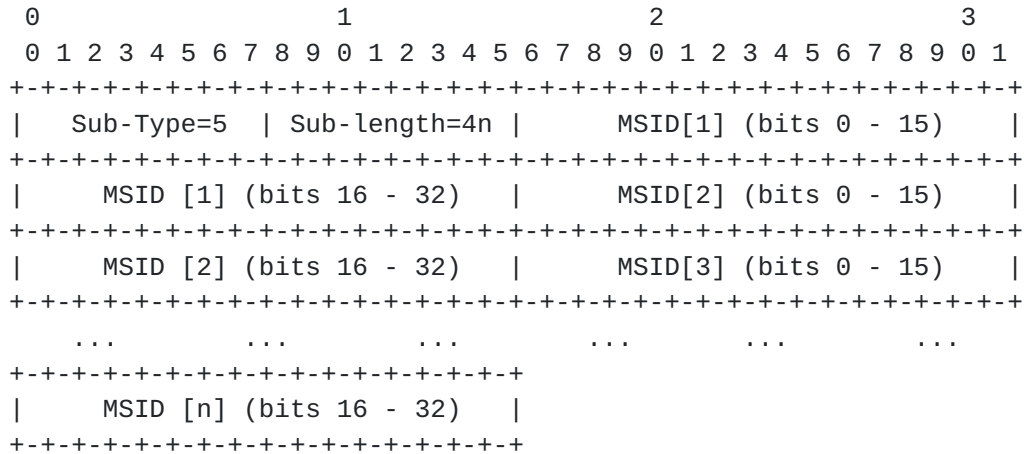 0                   1                   2                   3
 0 1 2 3 4 5 6 7 8 9 0 1 2 3 4 5 6 7 8 9 0 1 2 3 4 5 6 7 8 9 0 1
+-+-+-+-+-+-+-+-+-+-+-+-+-+-+-+-+-+-+-+-+-+-+-+-+-+-+-+-+-+-+-+-+
|   Sub-Type=5  | Sub-length=4n |      MSID[1] (bits 0 - 15)    |
+-+-+-+-+-+-+-+-+-+-+-+-+-+-+-+-+-+-+-+-+-+-+-+-+-+-+-+-+-+-+-+-+
|     MSID [1] (bits 16 - 32)   |      MSID[2] (bits 0 - 15)    |
+-+-+-+-+-+-+-+-+-+-+-+-+-+-+-+-+-+-+-+-+-+-+-+-+-+-+-+-+-+-+-+-+
|     MSID [2] (bits 16 - 32)   |      MSID[3] (bits 0 - 15)    |
+-+-+-+-+-+-+-+-+-+-+-+-+-+-+-+-+-+-+-+-+-+-+-+-+-+-+-+-+-+-+-+-+
    ...        ...        ...        ...       ...        ...
+-+-+-+-+-+-+-+-+-+-+-+-+-+-+-+-+
|     MSID [n] (bits 16 - 32)   |
+-+-+-+-+-+-+-+-+-+-+-+-+-+-+-+-+